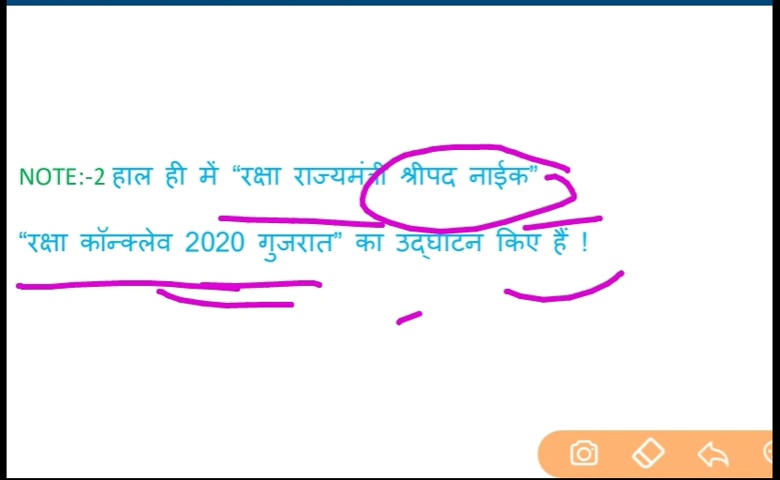 NOTE:-2 हाल ही में “रक्षा राज्यमंत्री श्रीपद नाईक”
“रक्षा कॉन्क्लेव 2020 गुजरात” का उद्घाटन किए हैं !